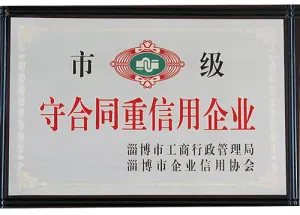 市 级
守合同重信用企业
淄博市工商行政管理局
淄博市企业信用协会